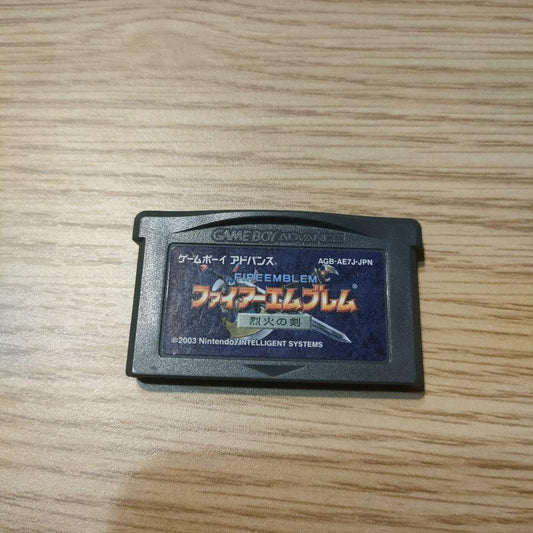 GAME BOY ADVANCE
ゲームボーイ アドバンス AGB-AE7J-JPN
FIREEMBLEM
ファイアーエムブレム®
烈火の剣
©2003 Nintendo/INTELLIGENT SYSTEMS